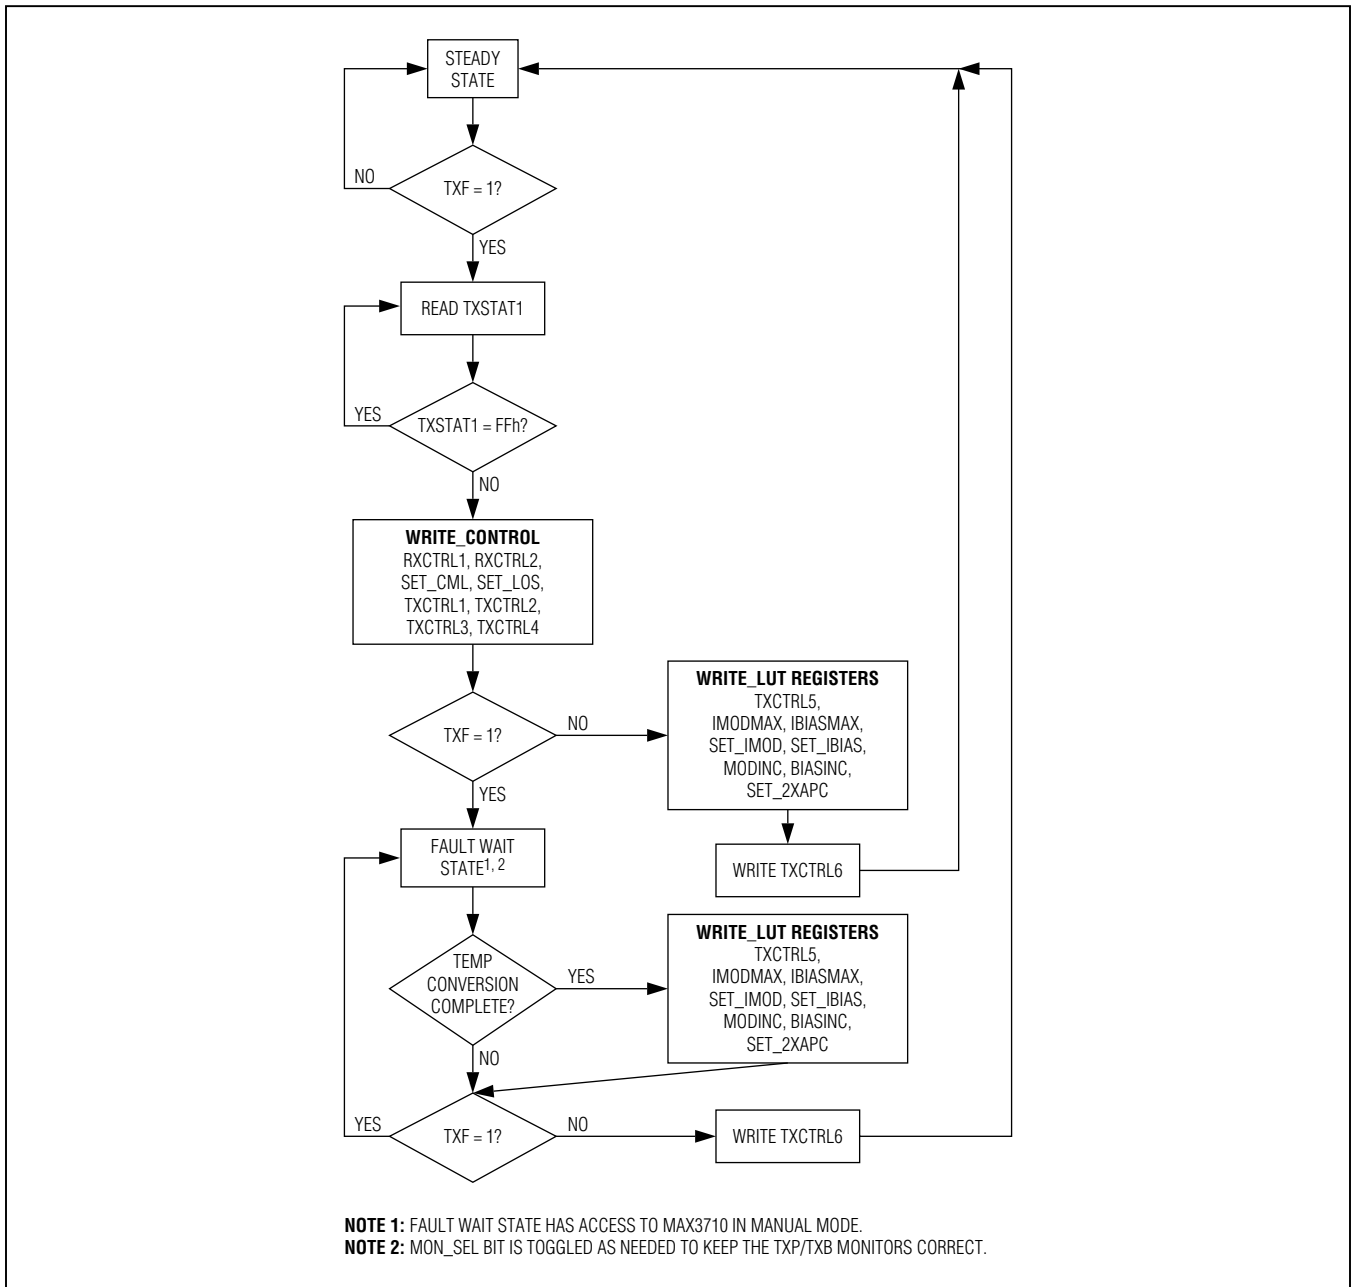 STEADY
STATE
NO
TXF = 1?
YES
READ TXSTAT1
YES
TXSTAT1 = FFh?
NO
WRITE_CONTROL
RXCTRL1, RXCTRL2,
SET_CML, SET_LOS,
TXCTRL1, TXCTRL2,
TXCTRL3, TXCTRL4
TXF = 1?
NO
WRITE_LUT REGISTERS
TXCTRL5,
IMODMAX, IBIASMAX,
SET_IMOD, SET_IBIAS,
MODINC, BIASINC,
SET_2XAPC
YES
FAULT WAIT
STATE1, 2
WRITE TXCTRL6
TEMP
CONVERSION
COMPLETE?
YES
WRITE_LUT REGISTERS
TXCTRL5,
IMODMAX, IBIASMAX,
SET_IMOD, SET_IBIAS,
MODINC, BIASINC,
SET_2XAPC
NO
YES
TXF = 1?
NO
WRITE TXCTRL6
NOTE 1: FAULT WAIT STATE HAS ACCESS TO MAX3710 IN MANUAL MODE.
NOTE 2: MON_SEL BIT IS TOGGLED AS NEEDED TO KEEP THE TXP/TXB MONITORS CORRECT.